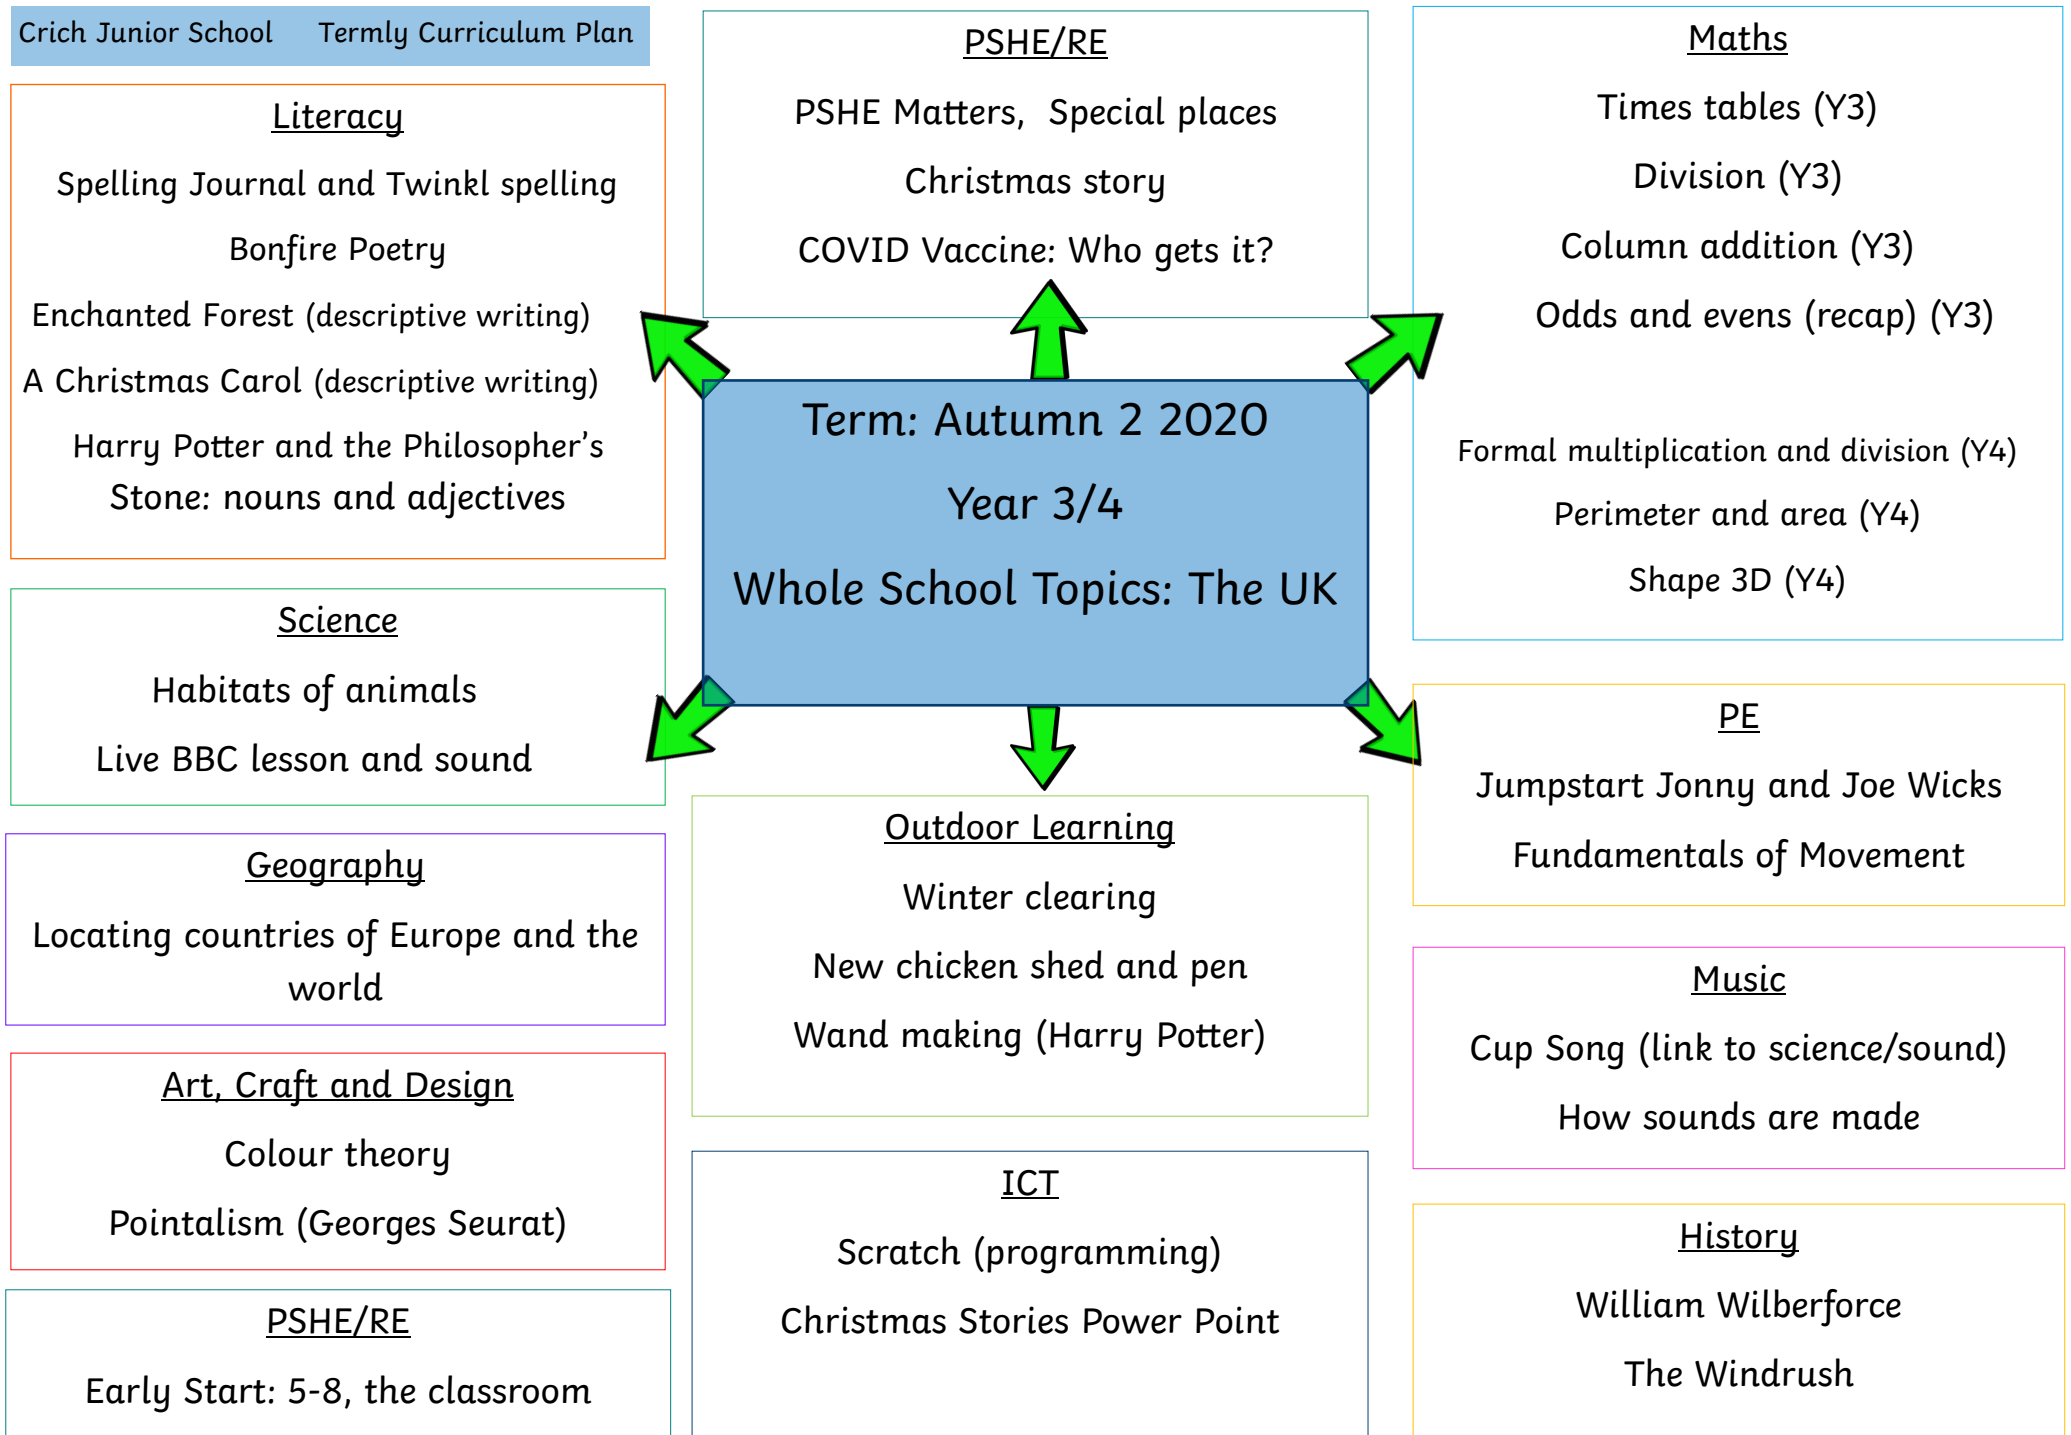 Crich Junior School Termly Curriculum Plan
Literacy
Spelling Journal and Twinkl spelling
Bonfire Poetry
Enchanted Forest (descriptive writing)
A Christmas Carol (descriptive writing)
Harry Potter and the Philosopher's
Stone: nouns and adjectives
Science
Habitats of animals
Live BBC lesson and sound
Geography
Locating countries of Europe and the
world
Art, Craft and Design
Colour theory
Pointalism (Georges Seurat)
PSHE/RE
Early Start: 5-8, the classroom
PSHE/RE
PSHE Matters, Special places
Christmas story
COVID Vaccine: Who gets it?
Term: Autumn 2 2020
Year 3/4
Whole School Topics: The UK
Outdoor Learning
Winter clearing
New chicken shed and pen
Wand making (Harry Potter)
ICT
Scratch (programming)
Christmas Stories Power Point
Maths
Times tables (Y3)
Division (Y3)
Column addition (Y3)
Odds and evens (recap) (Y3)
Formal multiplication and division (Y4)
Perimeter and area (Y4)
Shape 3D (Y4)
PE
Jumpstart Jonny and Joe Wicks
Fundamentals of Movement
Music
Cup Song (link to science/sound)
How sounds are made
History
William Wilberforce
The Windrush